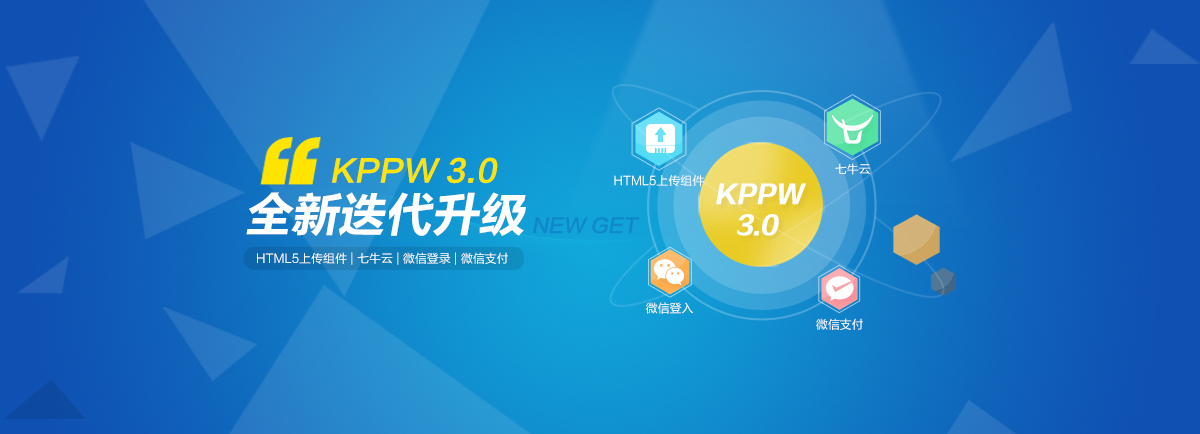 KPPW 3.0
全新迭代升级
NEW GET
HTML5上传组件 | 七牛云 | 微信登录 | 微信支付
HTML5上传组件
七牛云
KPPW
3.0
微信登入
微信支付